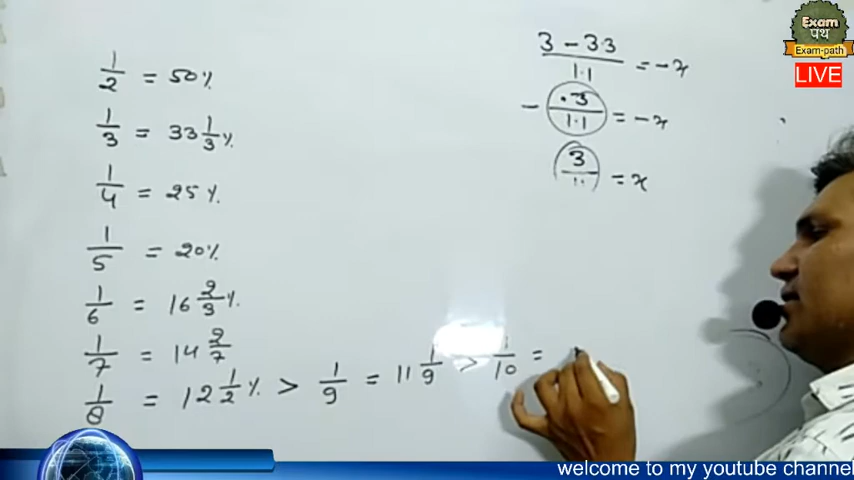 1/2 = 50%
1/3 = 33 1/3 %
1/4 = 25%
1/5 = 20%
1/6 = 16 2/3 %
1/7 = 14 2/7
1/8 = 12 1/2 % > 1/9 = 11 1/9 > 1/10 =
3 - 3.3 / 1.1 = -x
- .3 / 1.1 = -x
3 / 11 = x
Exam
पथ
Exam-path
LIVE
welcome to my youtube channel